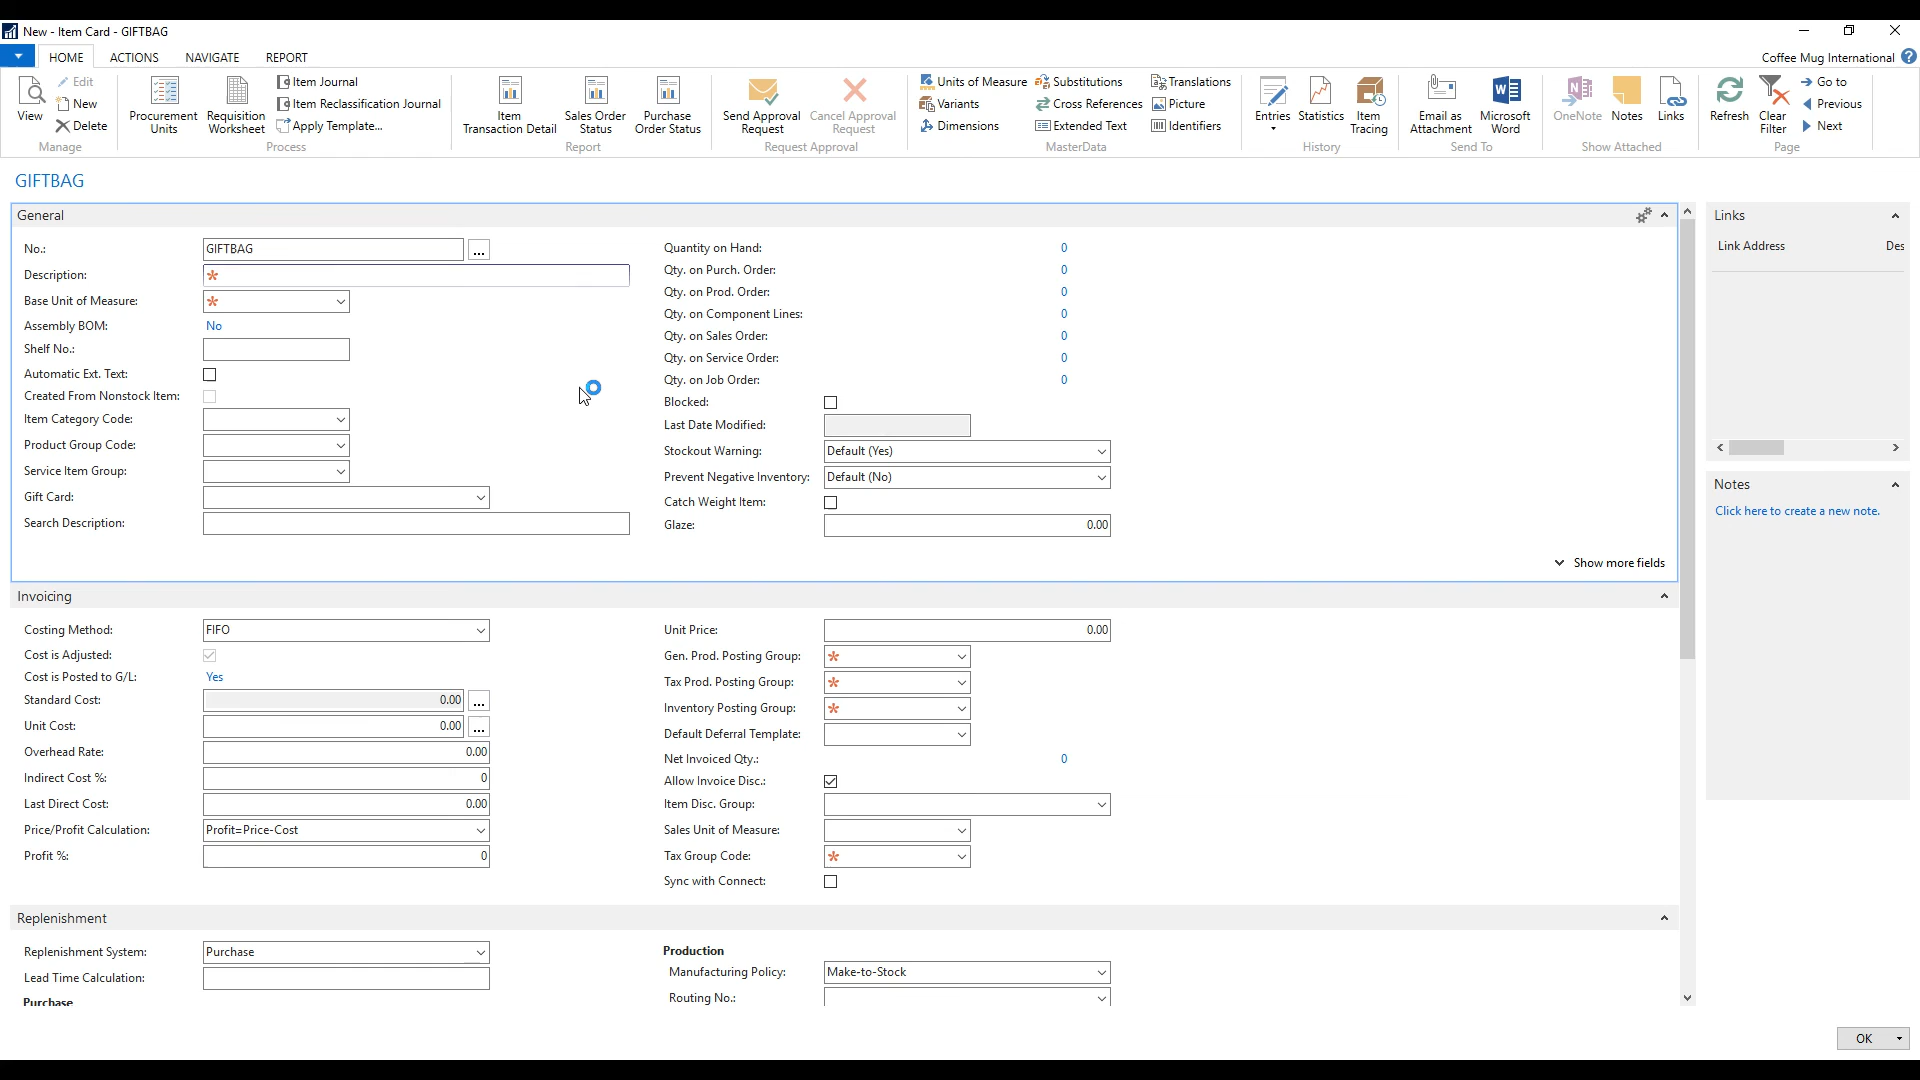 New - Item Card - GIFTBAG
HOME ACTIONS NAVIGATE REPORT
Coffee Mug International
View
Edit
New
Delete
Manage
Procurement Units
Requisition Worksheet
Item Journal
Item Reclassification Journal
Apply Template...
Process
Item Transaction Detail
Sales Order Status
Purchase Order Status
Report
Send Approval Request
Cancel Approval Request
Request Approval
Units of Measure
Variants
Dimensions
Substitutions
Cross References
Extended Text
Translations
Picture
Identifiers
MasterData
Entries
Statistics
Item Tracing
History
Email as Attachment
Microsoft Word
Send To
OneNote
Notes
Links
Show Attached
Refresh
Clear Filter
Go to
Previous
Next
Page
GIFTBAG
General
No.: GIFTBAG ...
Description: *
Base Unit of Measure: *
Assembly BOM: No
Shelf No.:
Automatic Ext. Text:
Created From Nonstock Item:
Item Category Code:
Product Group Code:
Service Item Group:
Gift Card:
Search Description:
Quantity on Hand: 0
Qty. on Purch. Order: 0
Qty. on Prod. Order: 0
Qty. on Component Lines: 0
Qty. on Sales Order: 0
Qty. on Service Order: 0
Qty. on Job Order: 0
Blocked:
Last Date Modified:
Stockout Warning: Default (Yes)
Prevent Negative Inventory: Default (No)
Catch Weight Item:
Glaze: 0.00
Show more fields
Invoicing
Costing Method: FIFO
Cost is Adjusted:
Cost is Posted to G/L: Yes
Standard Cost: 0.00 ...
Unit Cost: 0.00 ...
Overhead Rate: 0.00
Indirect Cost %: 0
Last Direct Cost: 0.00
Price/Profit Calculation: Profit=Price-Cost
Profit %: 0
Unit Price: 0.00
Gen. Prod. Posting Group: *
Tax Prod. Posting Group: *
Inventory Posting Group: *
Default Deferral Template:
Net Invoiced Qty.: 0
Allow Invoice Disc.:
Item Disc. Group:
Sales Unit of Measure:
Tax Group Code: *
Sync with Connect:
Replenishment
Replenishment System: Purchase
Lead Time Calculation:
Purchase
Production
Manufacturing Policy: Make-to-Stock
Routing No.:
Links
Link Address Des
Notes
Click here to create a new note.
OK